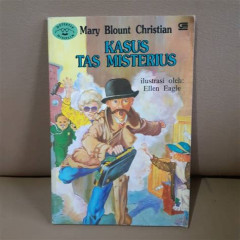 Mary Blount Christian
KASUS
TAS MISTERIUS
ilustrasi oleh:
Ellen Eagle